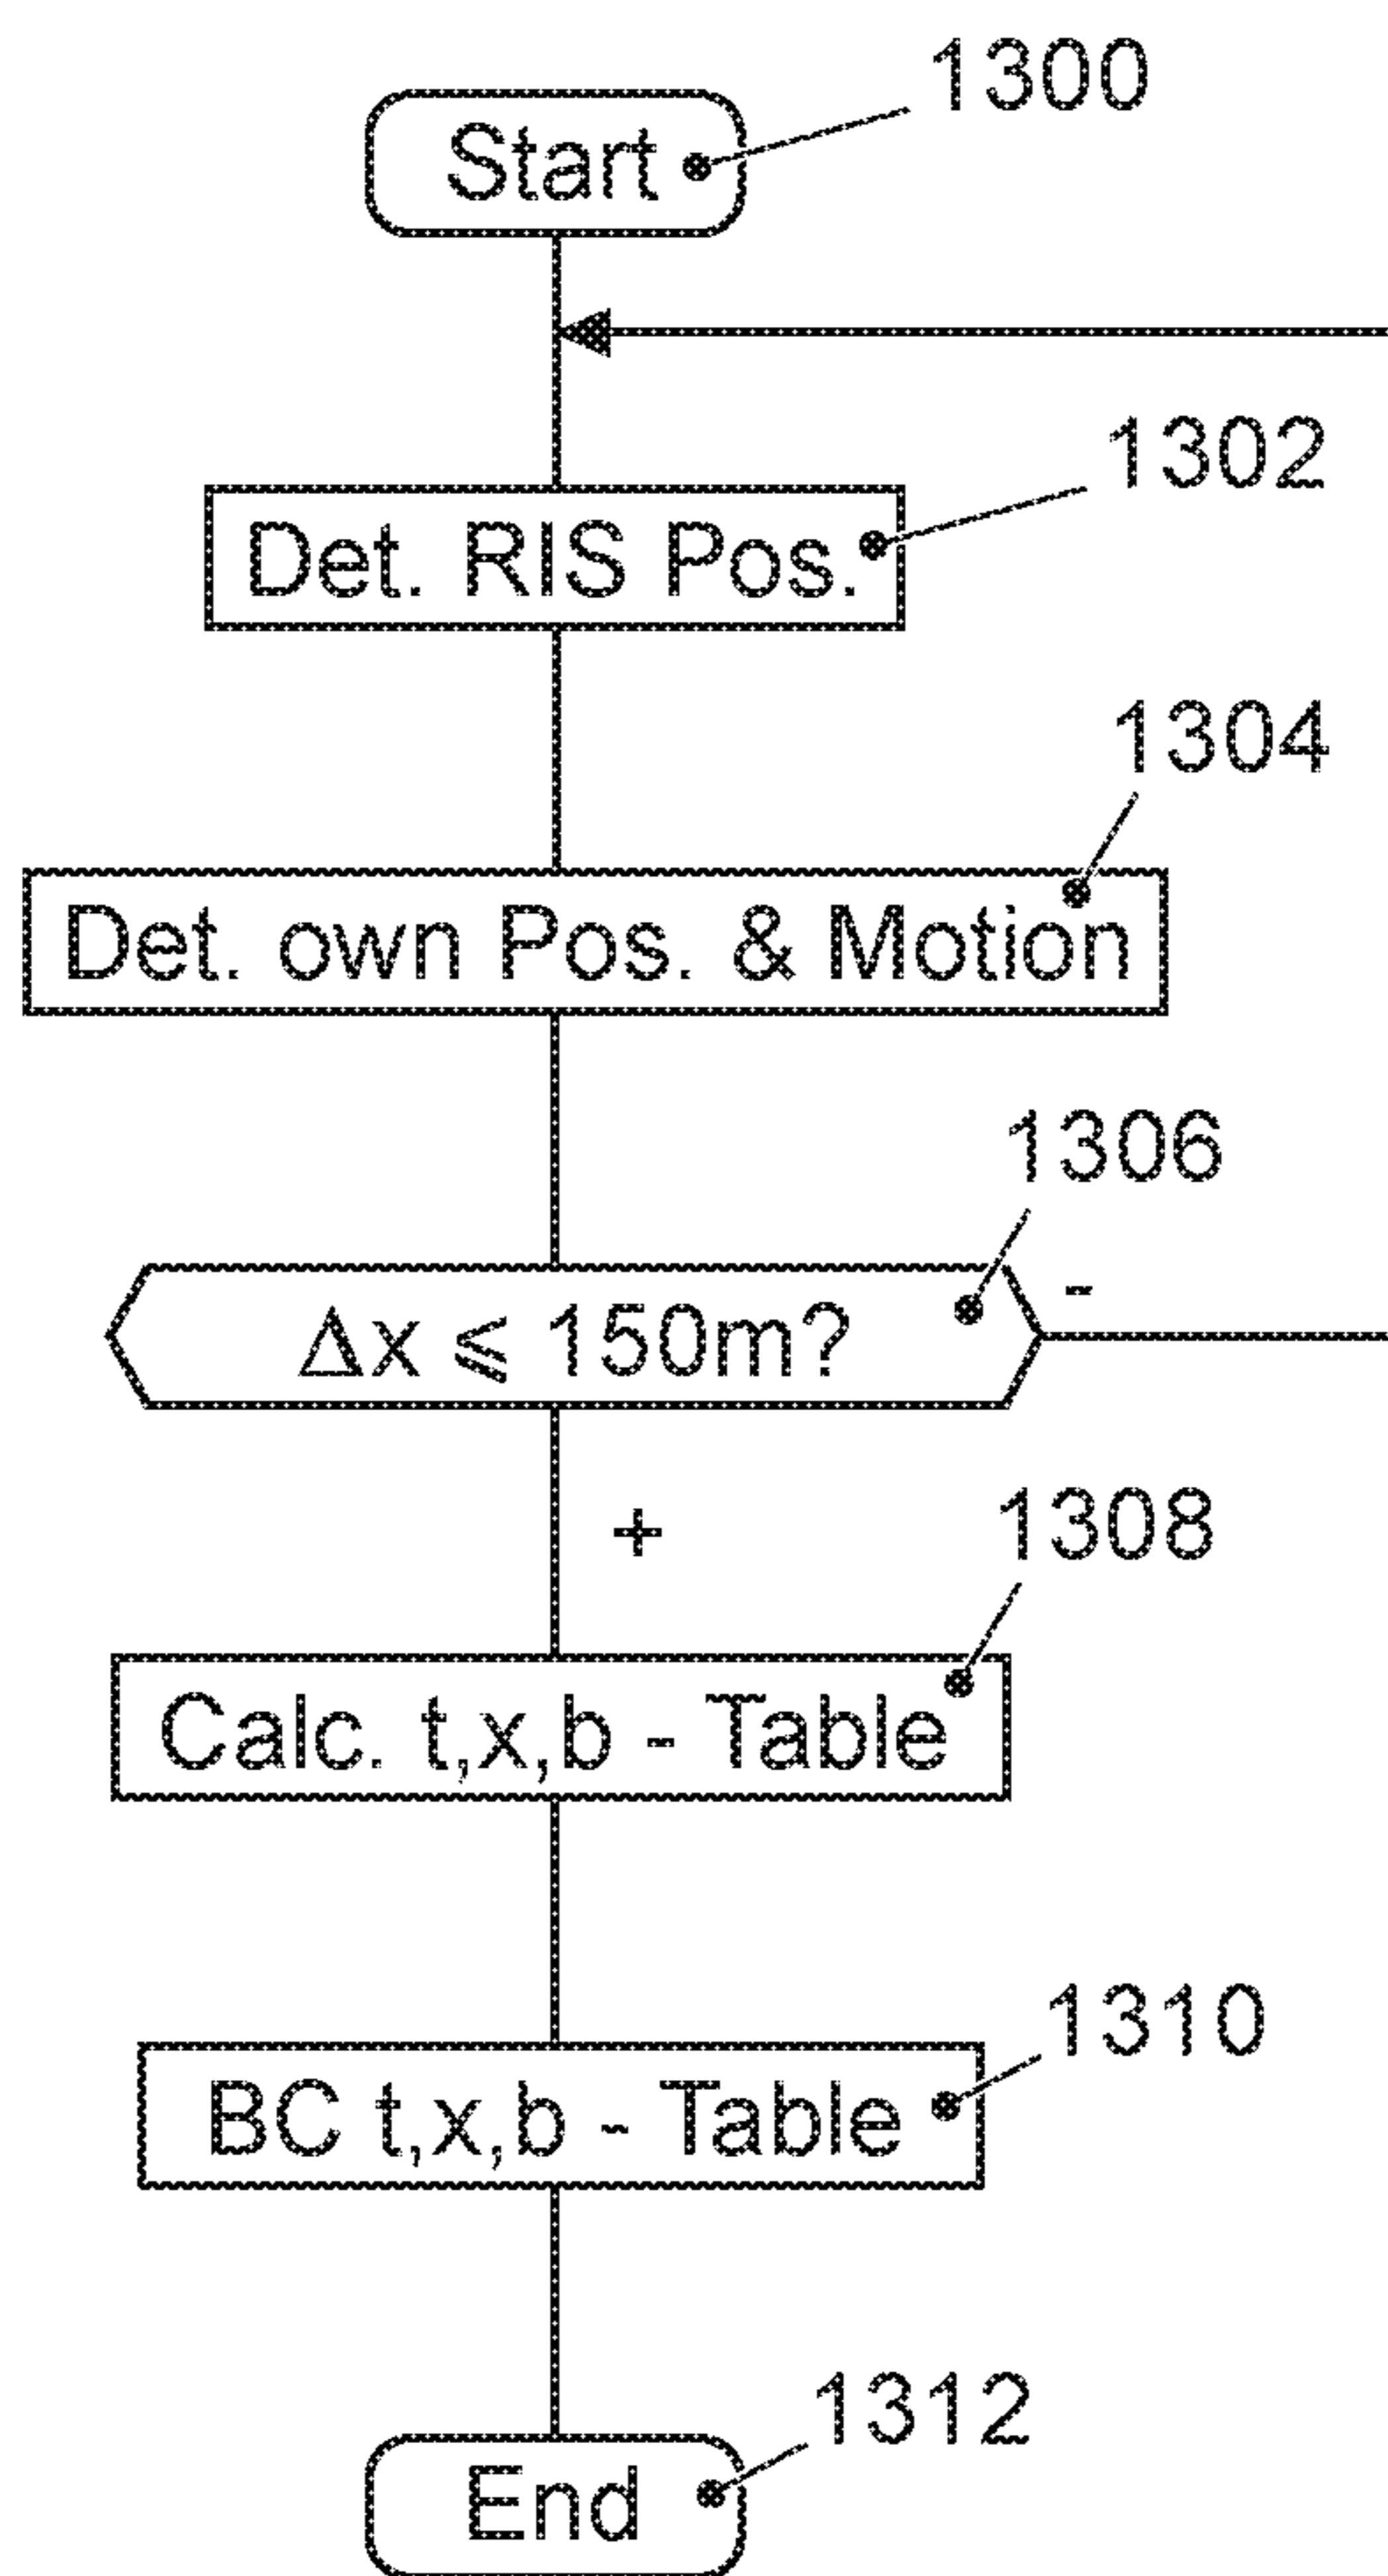 1300
Start
1302
Det. RIS Pos.
1304
Det. own Pos. & Motion
1306
-
Δx ⩽ 150m?
+
1308
Calc. t,x,b - Table
1310
BC t,x,b - Table
1312
End